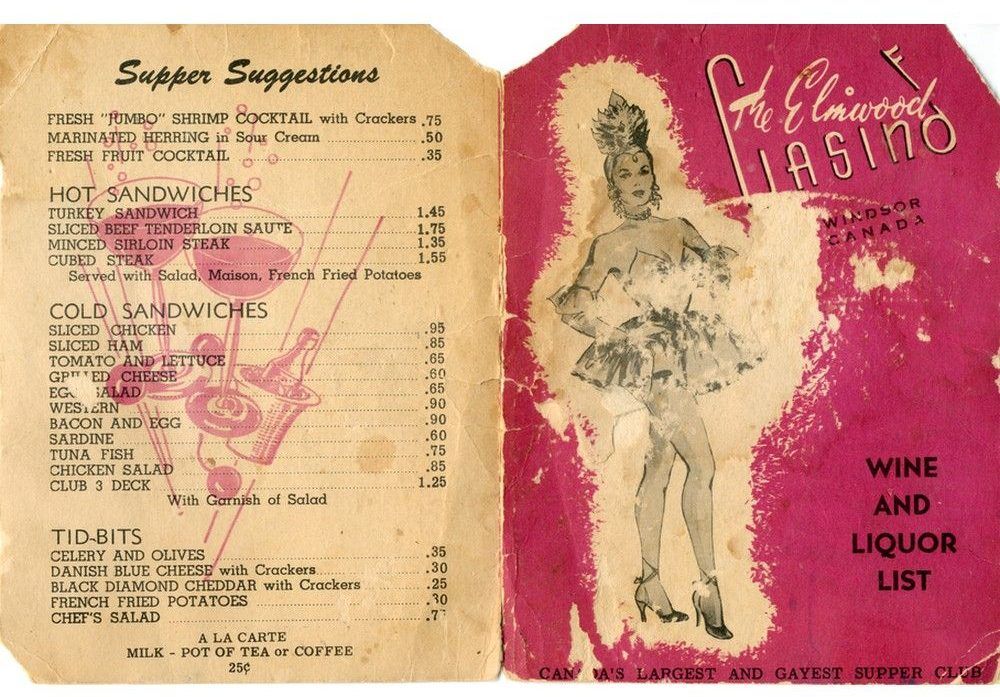 Supper Suggestions
FRESH "JUMBO" SHRIMP COCKTAIL with Crackers .75
MARINATED HERRING in Sour Cream .50
FRESH FRUIT COCKTAIL .35
HOT SANDWICHES
TURKEY SANDWICH 1.45
SLICED BEEF TENDERLOIN SAUTE 1.75
MINCED SIRLOIN STEAK 1.35
CUBED STEAK 1.55
Served with Salad, Maison, French Fried Potatoes
COLD SANDWICHES
SLICED CHICKEN .95
SLICED HAM .85
TOMATO AND LETTUCE .65
GRILLED CHEESE .60
EGG SALAD .65
WESTERN .90
BACON AND EGG .90
SARDINE .60
TUNA FISH .75
CHICKEN SALAD .85
CLUB 3 DECK 1.25
With Garnish of Salad
TID-BITS
CELERY AND OLIVES .35
DANISH BLUE CHEESE with Crackers .30
BLACK DIAMOND CHEDDAR with Crackers .25
FRENCH FRIED POTATOES .30
CHEF'S SALAD
A LA CARTE
MILK - POT OF TEA or COFFEE
25¢
The Elmwood
CASINO
WINDSOR
CANADA
WINE
AND
LIQUOR
LIST
CANADA'S LARGEST AND GAYEST SUPPER CLUB